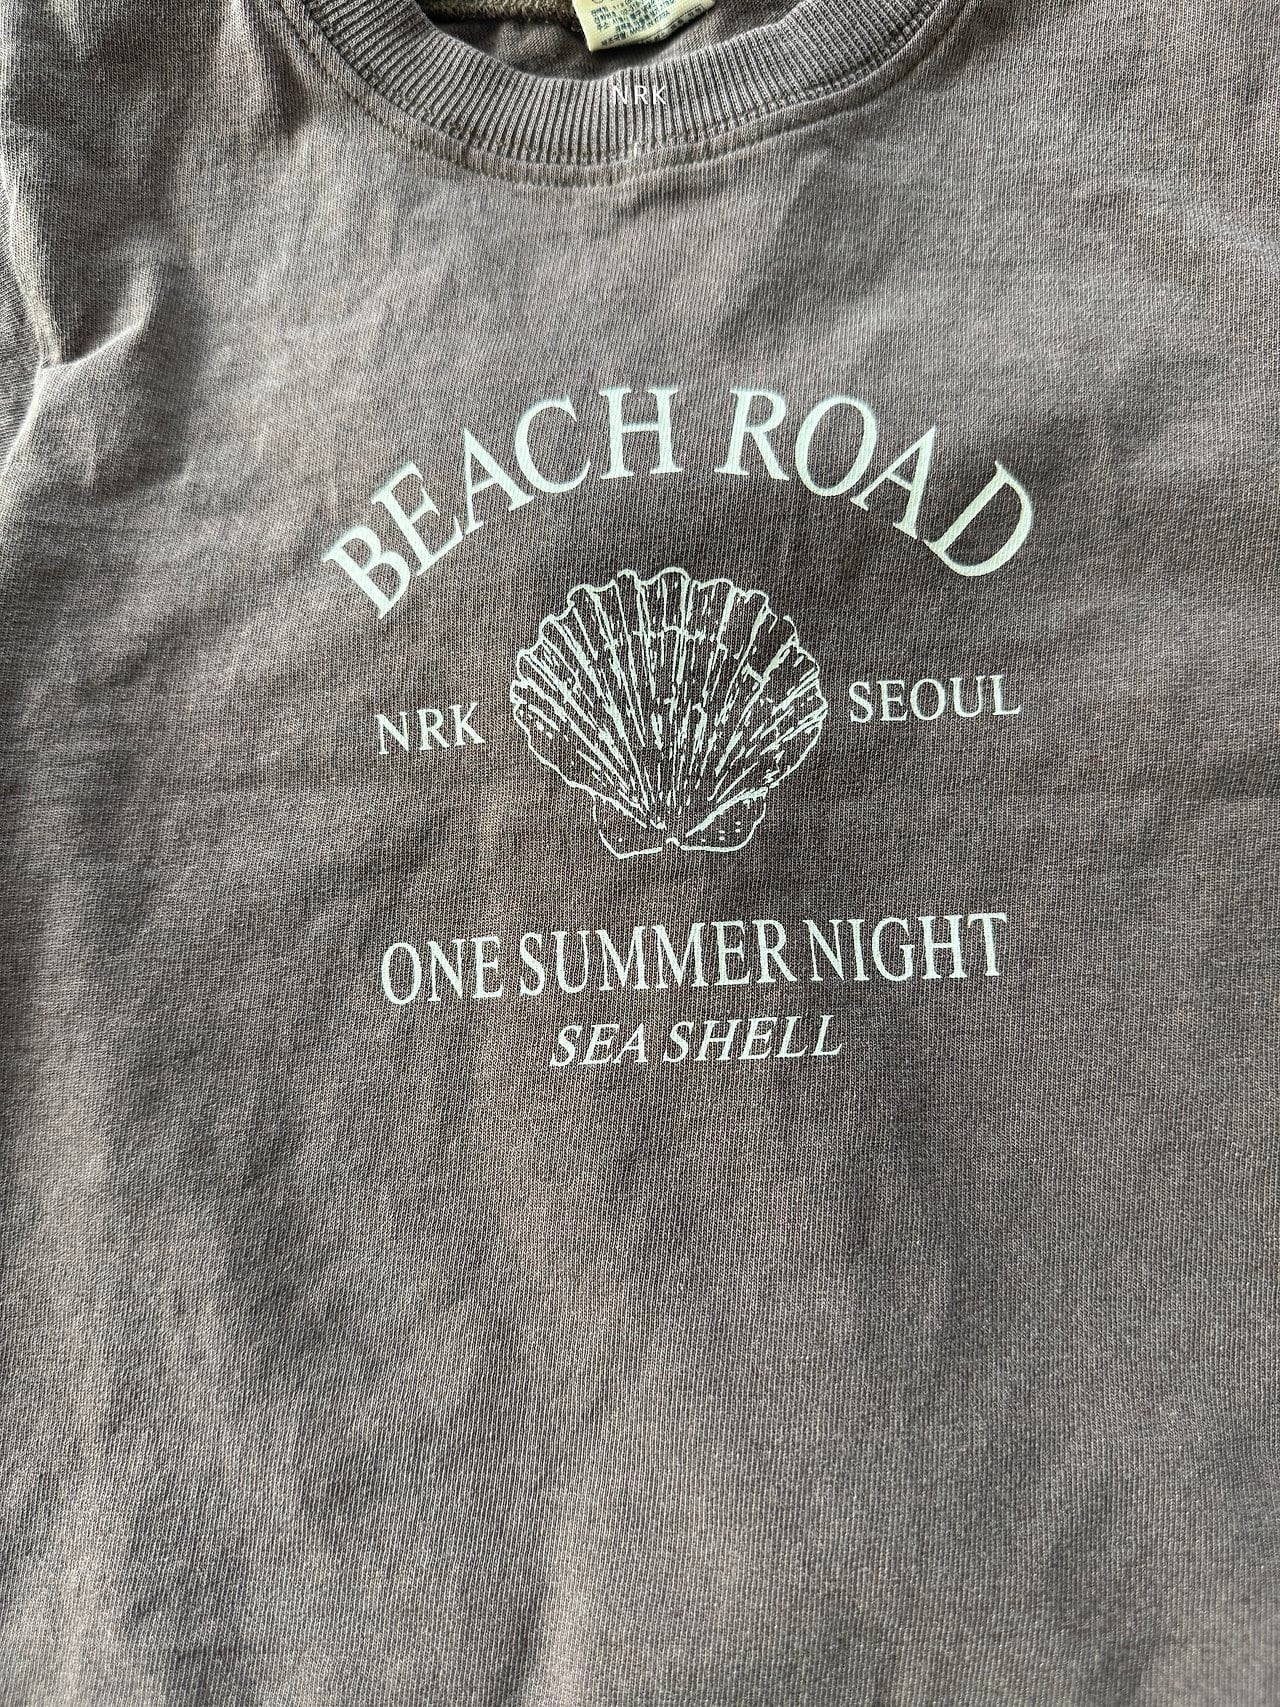 NRK
BEACH ROAD
NRK SEOUL
ONE SUMMER NIGHT
SEA SHELL